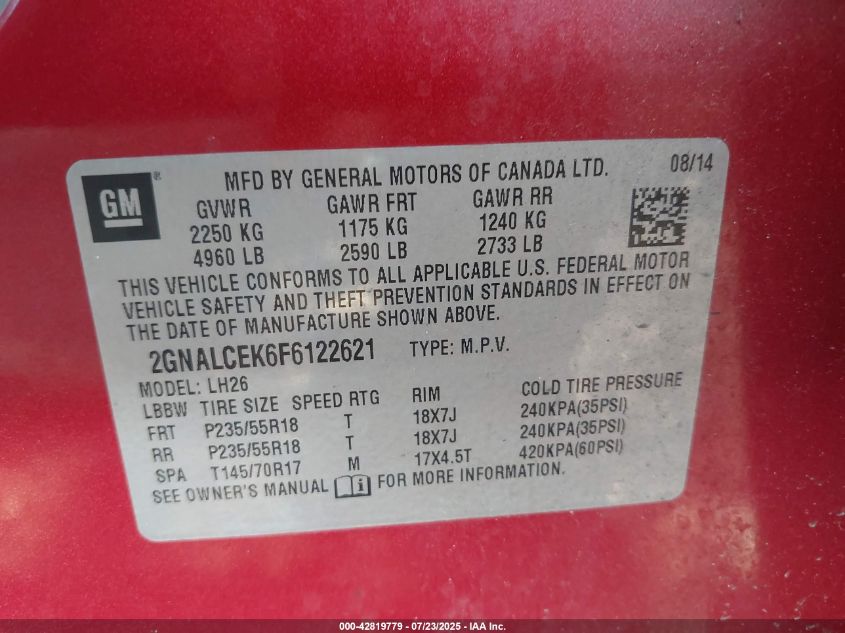 GM ® MFD BY GENERAL MOTORS OF CANADA LTD. 08/14
GVWR GAWR FRT GAWR RR
2250 KG 1175 KG 1240 KG
4960 LB 2590 LB 2733 LB
THIS VEHICLE CONFORMS TO ALL APPLICABLE U.S. FEDERAL MOTOR
VEHICLE SAFETY AND THEFT PREVENTION STANDARDS IN EFFECT ON
THE DATE OF MANUFACTURE SHOWN ABOVE.
2GNALCEK6F6122621 TYPE: M.P.V.
MODEL: LH26
LBBW TIRE SIZE SPEED RTG RIM COLD TIRE PRESSURE
FRT P235/55R18 T 18X7J 240KPA(35PSI)
RR P235/55R18 T 18X7J 240KPA(35PSI)
SPA T145/70R17 M 17X4.5T 420KPA(60PSI)
SEE OWNER'S MANUAL i FOR MORE INFORMATION.
000-42819779 - 07/23/2025 - IAA Inc.